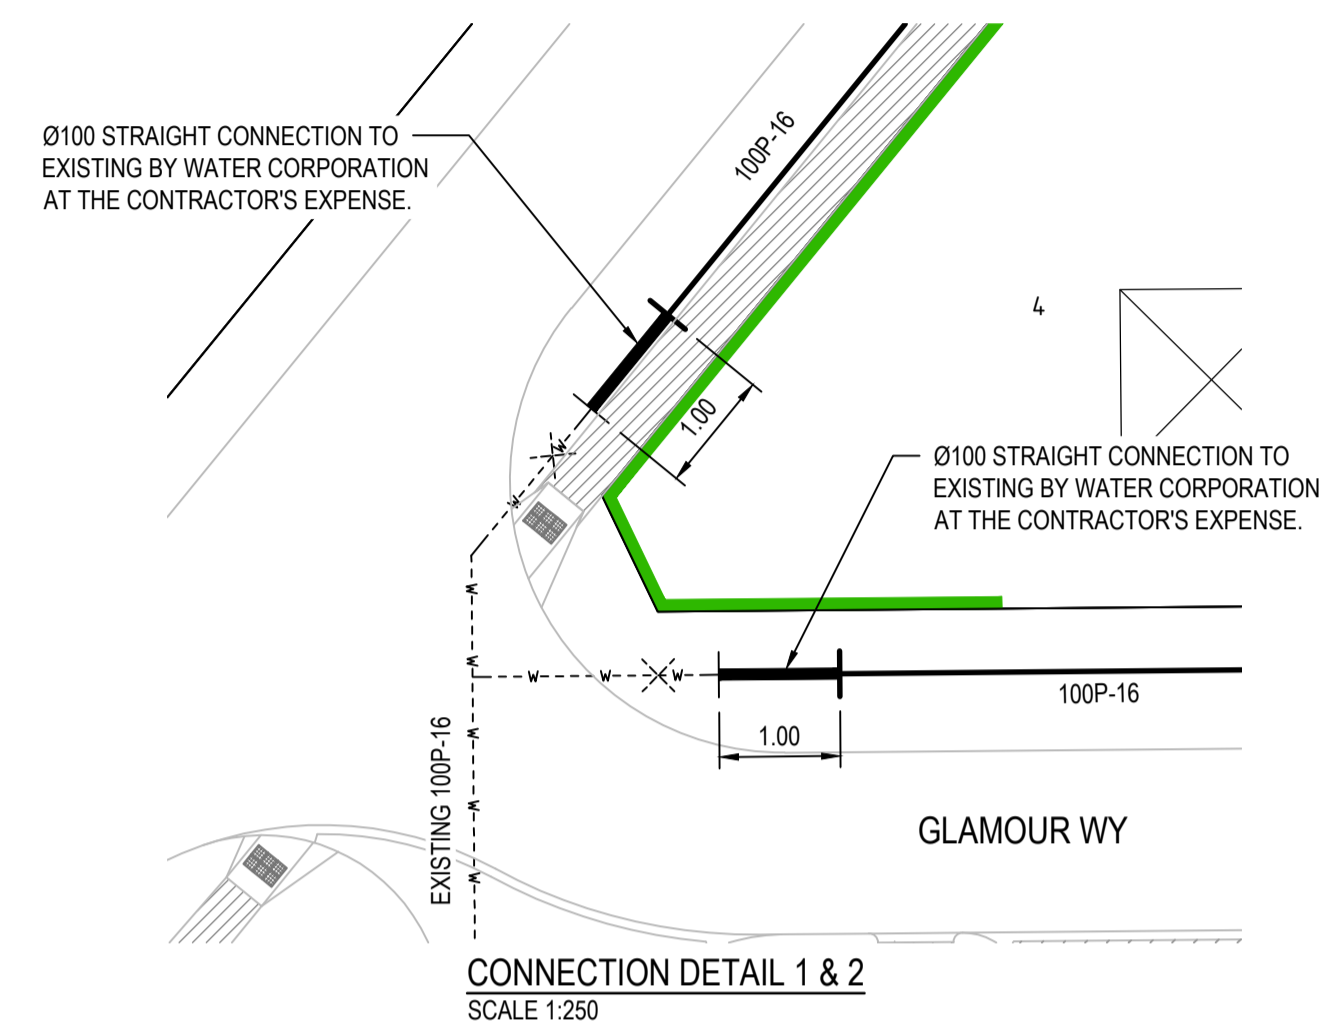 Ø100 STRAIGHT CONNECTION TO
EXISTING BY WATER CORPORATION
AT THE CONTRACTOR'S EXPENSE.
100P-16
4
1.00
Ø100 STRAIGHT CONNECTION TO
EXISTING BY WATER CORPORATION
AT THE CONTRACTOR'S EXPENSE.
W
W
W
W
W
W
W
W
W
100P-16
1.00
EXISTING 100P-16
GLAMOUR WY
CONNECTION DETAIL 1 & 2
SCALE 1:250